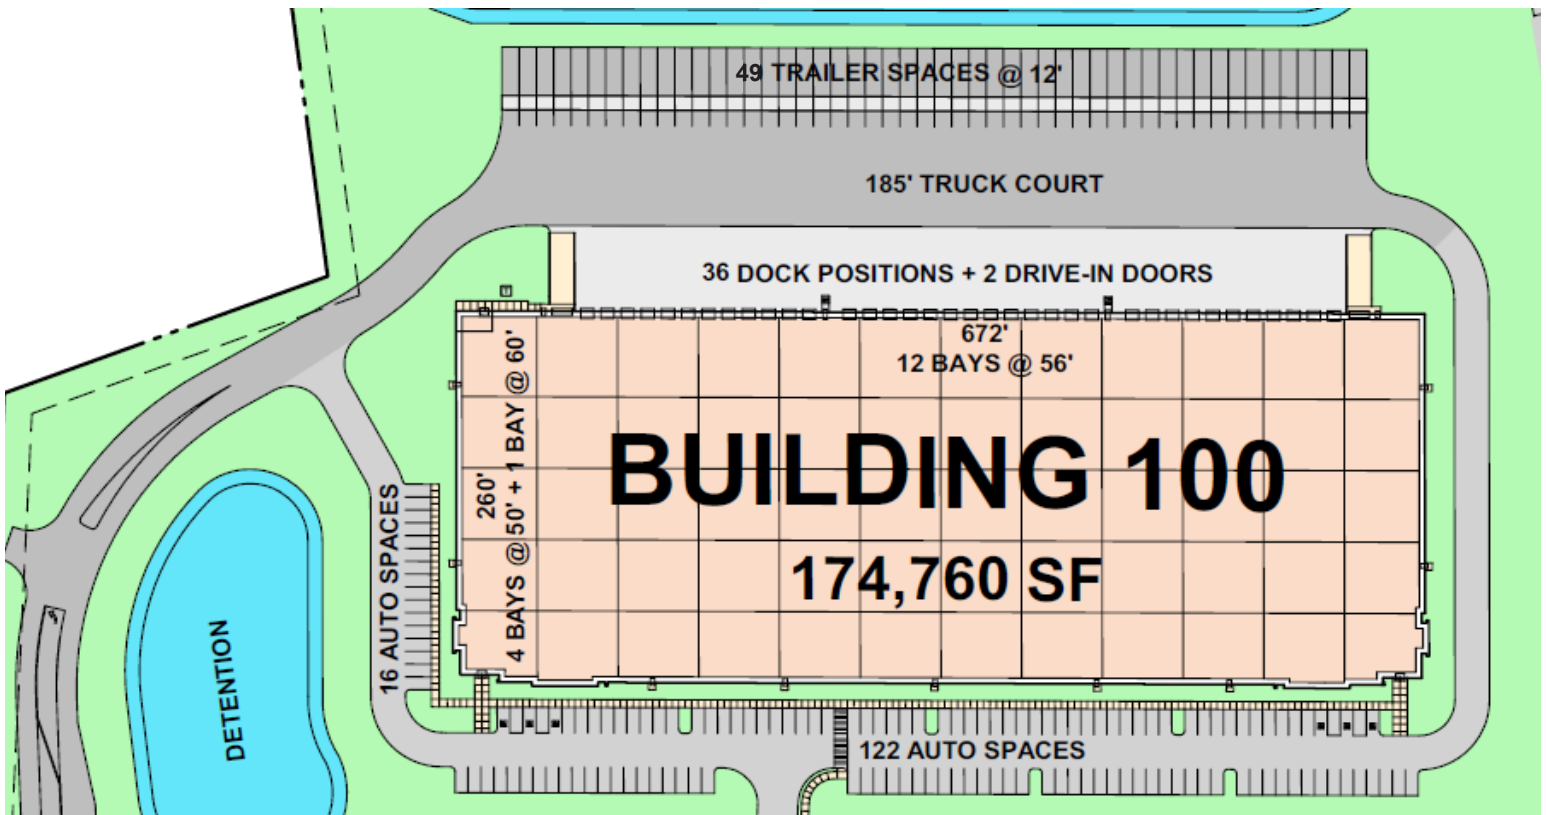 49 TRAILER SPACES @ 12'
185' TRUCK COURT
36 DOCK POSITIONS + 2 DRIVE-IN DOORS
672'
12 BAYS @ 56'
260'
4 BAYS @ 50' + 1 BAY @ 60'
BUILDING 100
174,760 SF
16 AUTO SPACES
DETENTION
122 AUTO SPACES